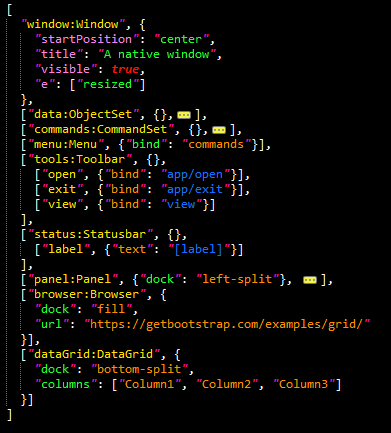 [
"window:Window", {
"startPosition": "center",
"title": "A native window",
"visible": true,
"e": ["resized"]
},
["data:ObjectSet", {},...],
["commands:CommandSet", {},...],
["menu:Menu", {"bind": "commands"}],
["tools:Toolbar", {},
["open", {"bind": "app/open"}],
["exit", {"bind": "app/exit"}],
["view", {"bind": "view"}]
],
["status:Statusbar", {},
["label", {"text": "[label]"}]
],
["panel:Panel", {"dock": "left-split"}, ...],
["browser:Browser", {
"dock": "fill",
"url": "https://getbootstrap.com/examples/grid/"
}],
["dataGrid:DataGrid", {
"dock": "bottom-split",
"columns": ["Column1", "Column2", "Column3"]
}]
]